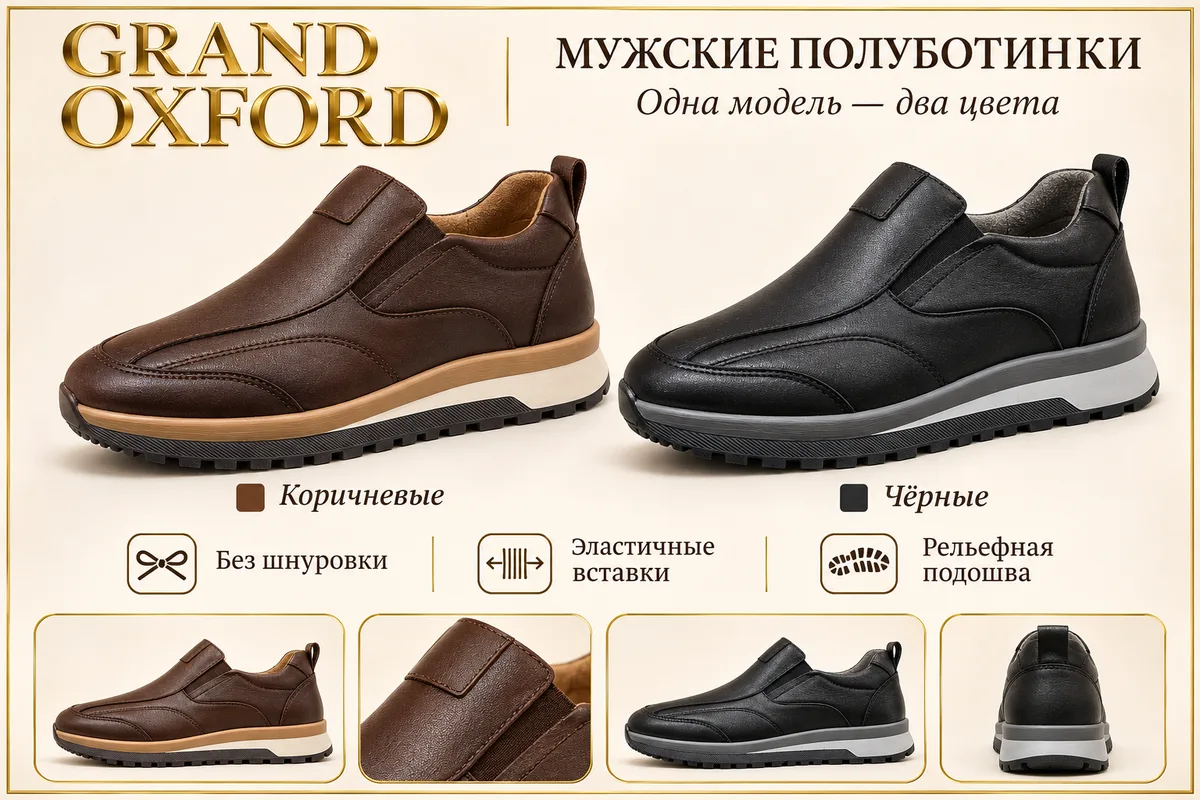 GRAND
OXFORD
МУЖСКИЕ ПОЛУБОТИНКИ
Одна модель — два цвета
Коричневые
Чёрные
Без шнуровки
Эластичные
вставки
Рельефная
подошва